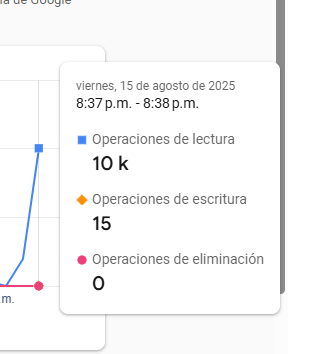 de Google
viernes, 15 de agosto de 2025
8:37 p.m. - 8:38 p.m.
Operaciones de lectura
10 k
Operaciones de escritura
15
Operaciones de eliminación
0
.m.